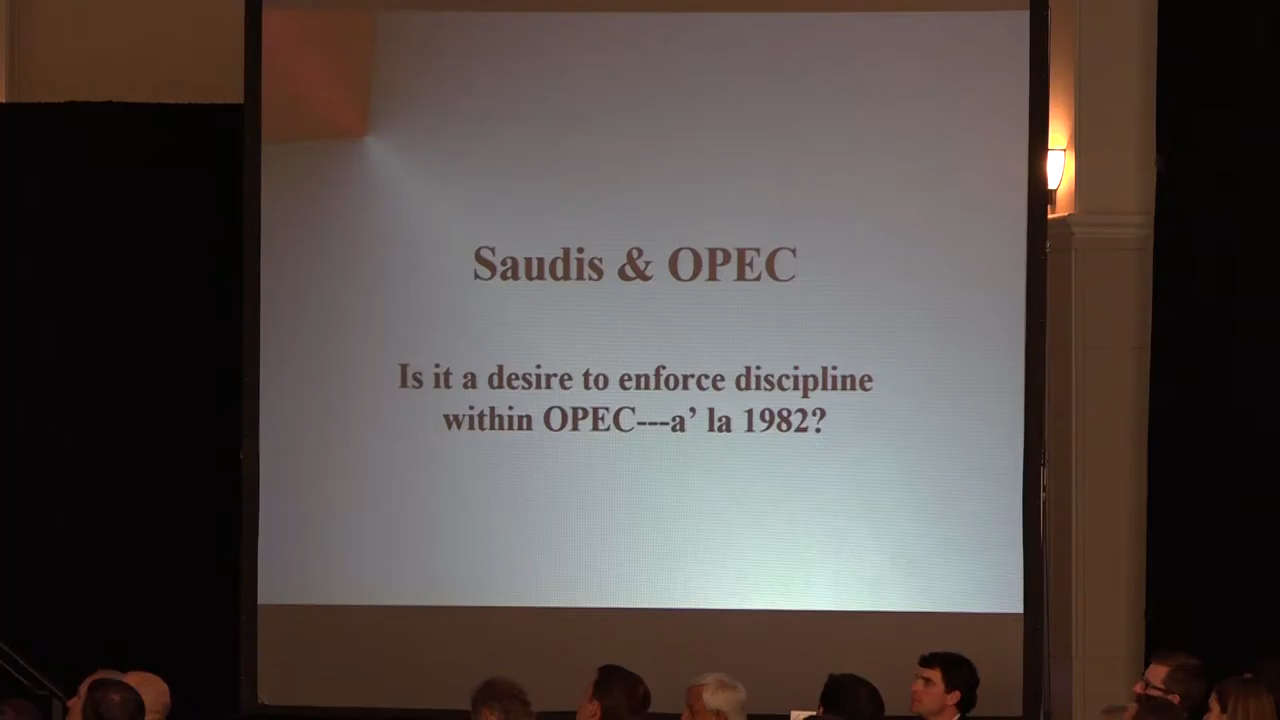 Saudis & OPEC
Is it a desire to enforce discipline
within OPEC---a’ la 1982?